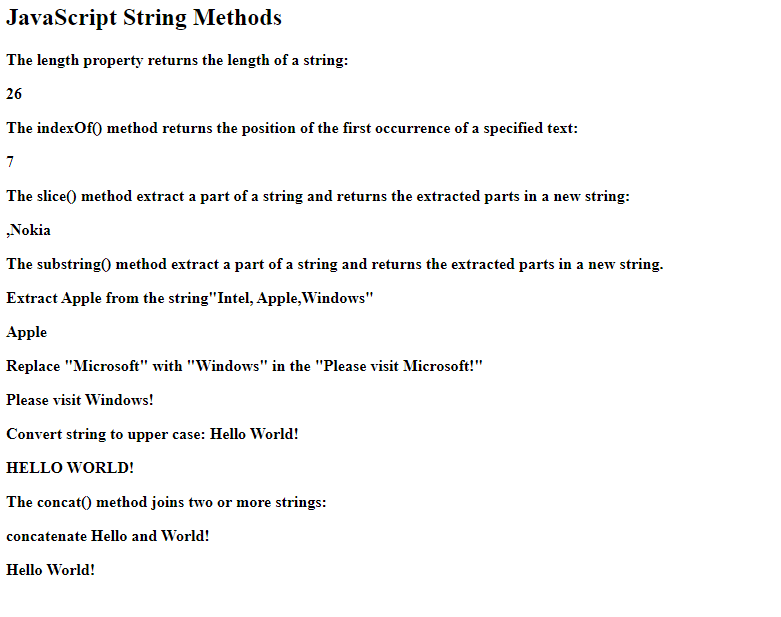 JavaScript String Methods
The length property returns the length of a string:
26
The indexOf() method returns the position of the first occurrence of a specified text:
7
The slice() method extract a part of a string and returns the extracted parts in a new string:
,Nokia
The substring() method extract a part of a string and returns the extracted parts in a new string.
Extract Apple from the string"Intel, Apple,Windows"
Apple
Replace "Microsoft" with "Windows" in the "Please visit Microsoft!"
Please visit Windows!
Convert string to upper case: Hello World!
HELLO WORLD!
The concat() method joins two or more strings:
concatenate Hello and World!
Hello World!